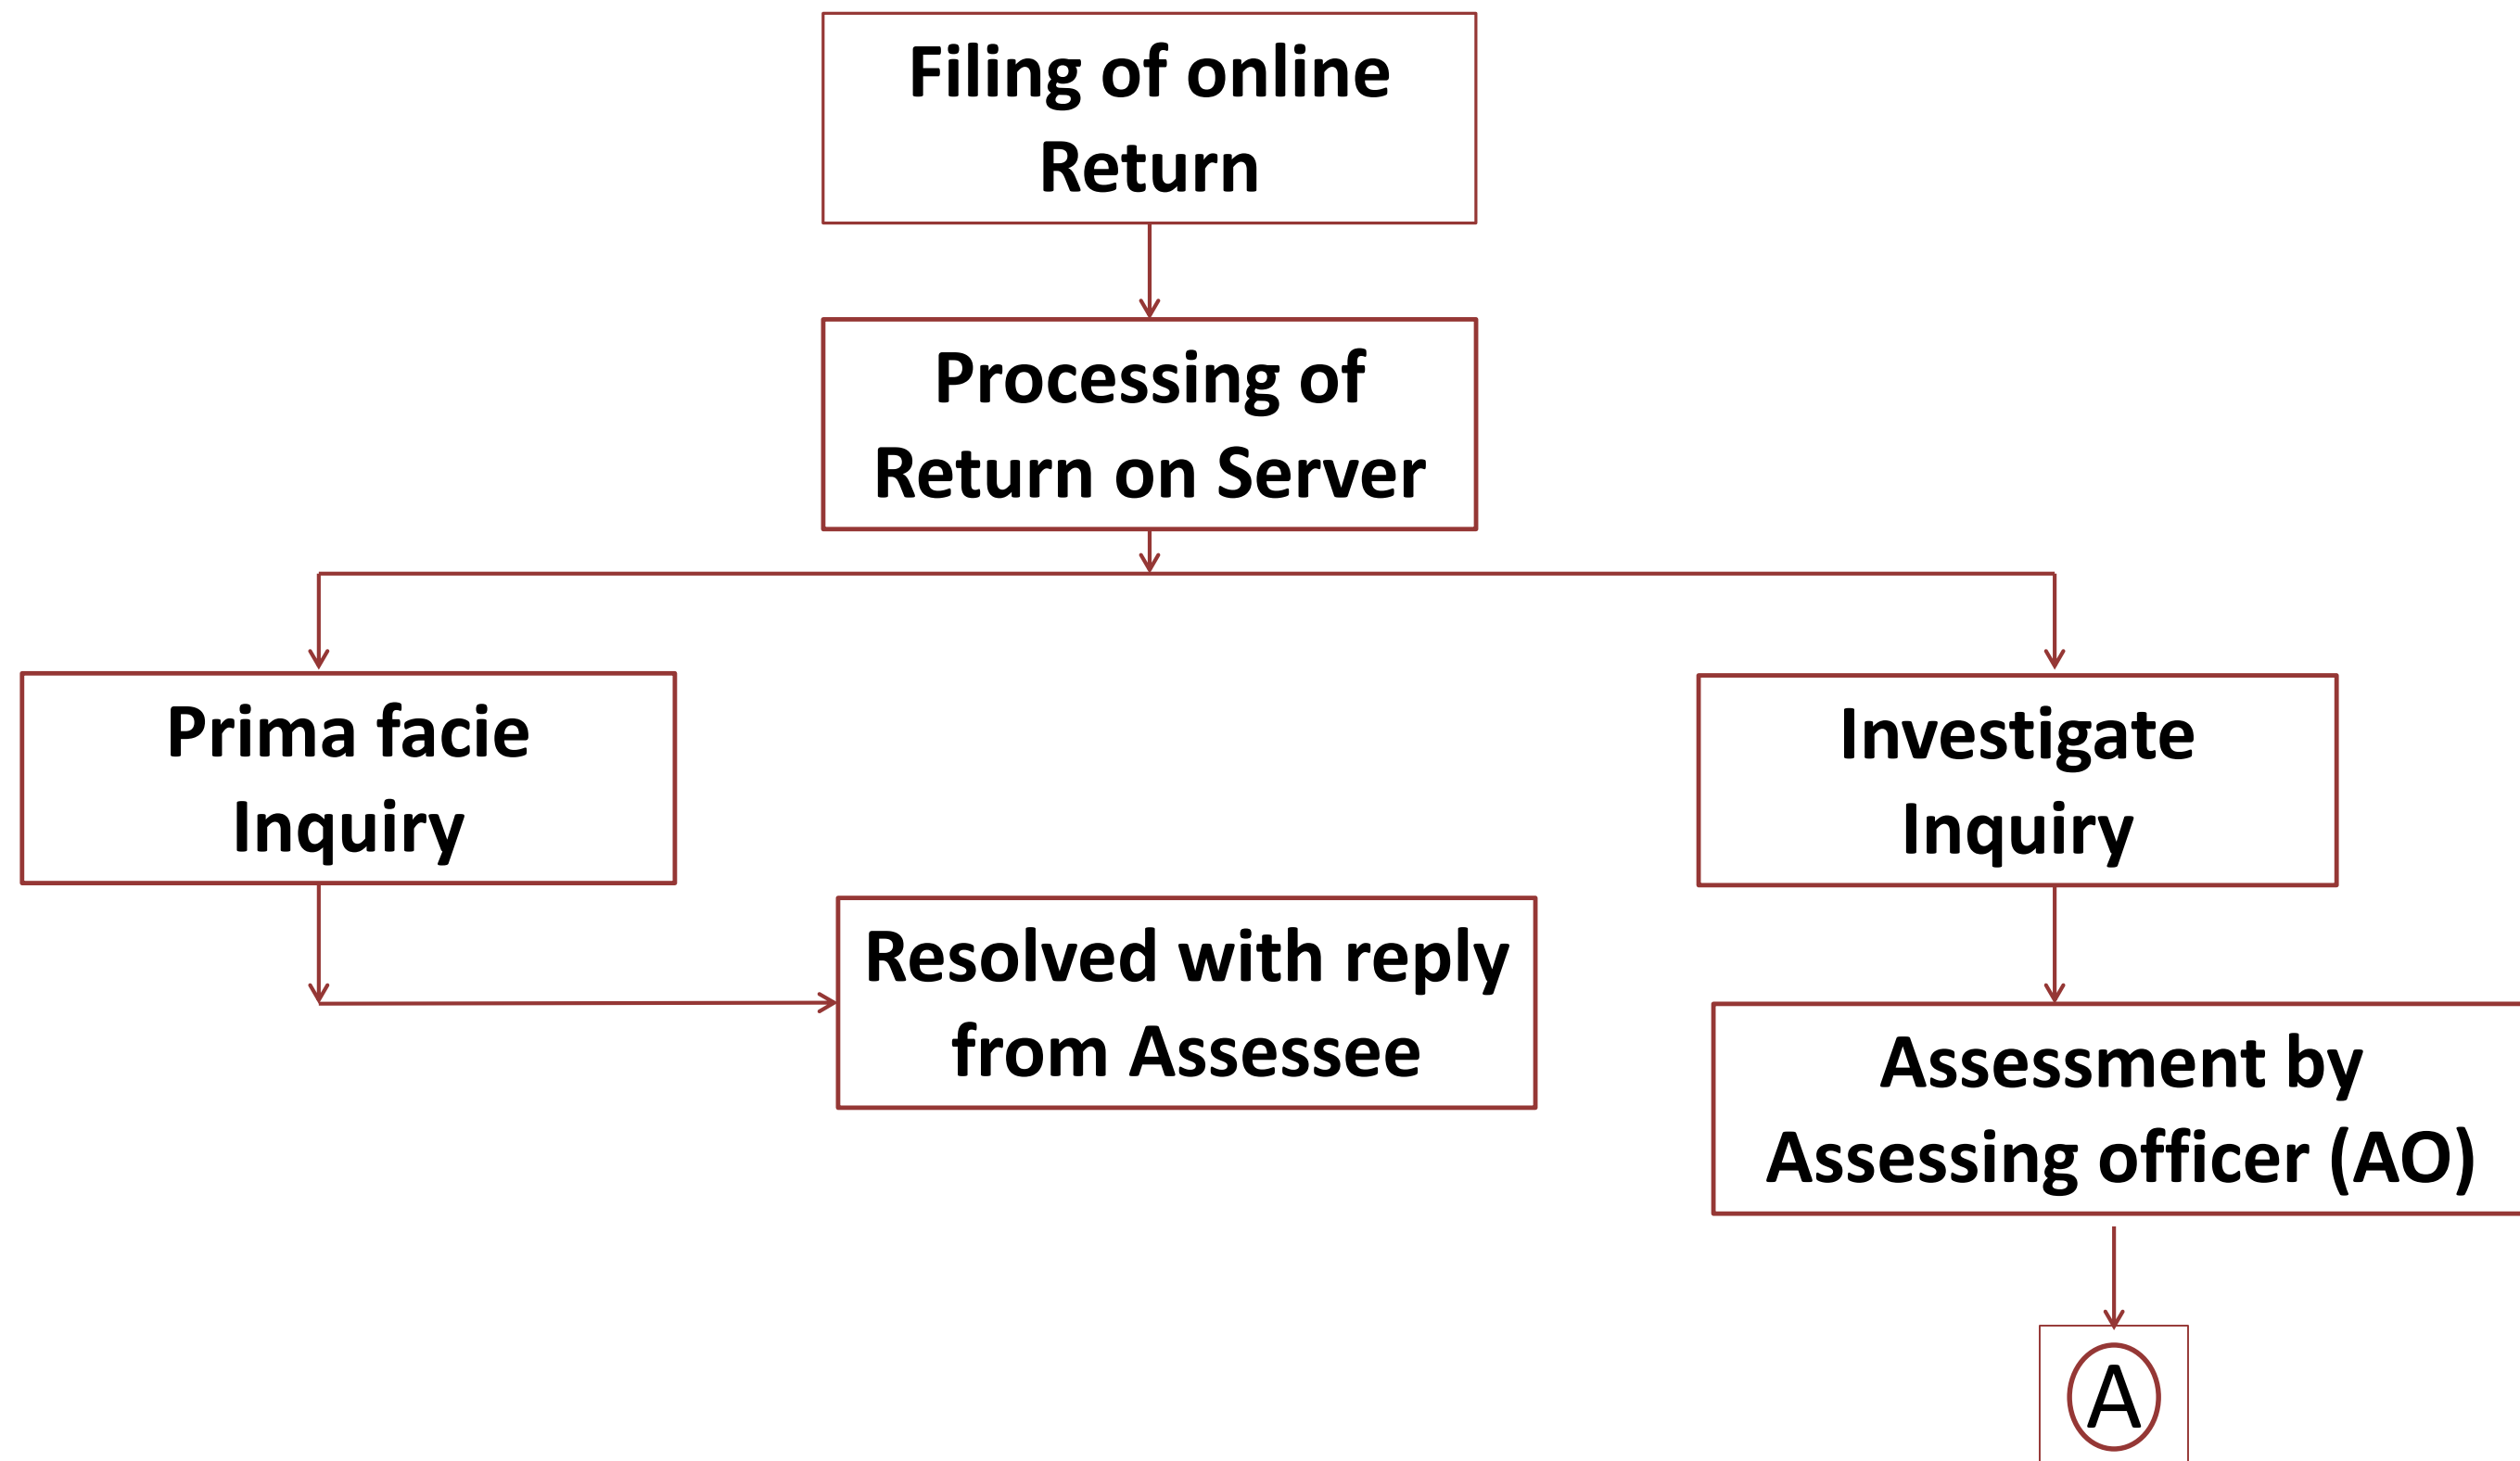 Filing of online
Return
Processing of
Return on Server
Prima facie
Inquiry
Investigate
Inquiry
Resolved with reply
from Assessee
Assessment by
Assessing officer (AO)
A